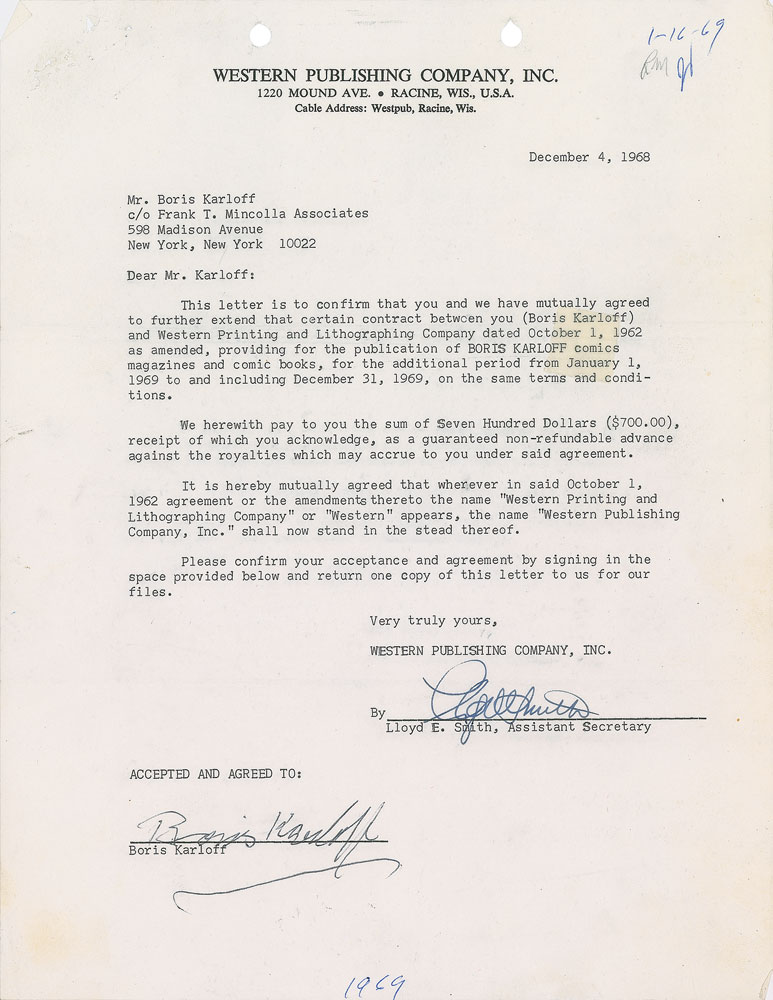 1-16-69
WESTERN PUBLISHING COMPANY, INC.
1220 MOUND AVE. • RACINE, WIS., U.S.A.
Cable Address: Westpub, Racine, Wis.
December 4, 1968
Mr. Boris Karloff
c/o Frank T. Mincolla Associates
598 Madison Avenue
New York, New York 10022
Dear Mr. Karloff:
This letter is to confirm that you and we have mutually agreed
to further extend that certain contract between you (Boris Karloff)
and Western Printing and Lithographing Company dated October 1, 1962
as amended, providing for the publication of BORIS KARLOFF comics
magazines and comic books, for the additional period from January 1,
1969 to and including December 31, 1969, on the same terms and condi-
tions.
We herewith pay to you the sum of Seven Hundred Dollars ($700.00),
receipt of which you acknowledge, as a guaranteed non-refundable advance
against the royalties which may accrue to you under said agreement.
It is hereby mutually agreed that wherever in said October 1,
1962 agreement or the amendments thereto the name "Western Printing and
Lithographing Company" or "Western" appears, the name "Western Publishing
Company, Inc." shall now stand in the stead thereof.
Please confirm your acceptance and agreement by signing in the
space provided below and return one copy of this letter to us for our
files.
Very truly yours,
WESTERN PUBLISHING COMPANY, INC.
By
Lloyd E. Smith, Assistant Secretary
ACCEPTED AND AGREED TO:
Boris Karloff
Boris Karloff
1969